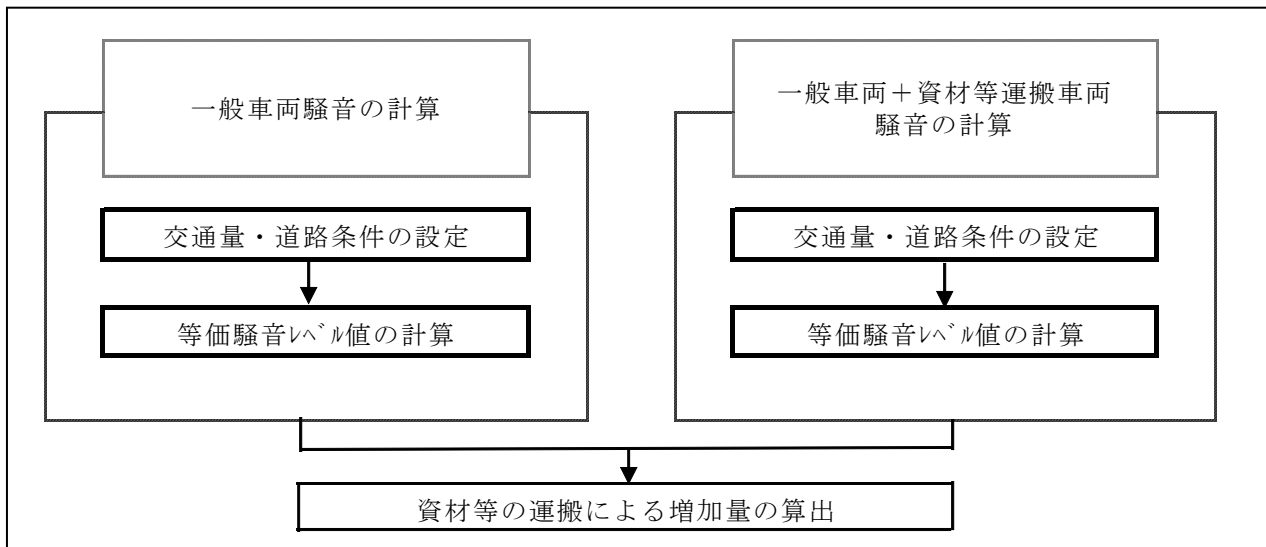 一般車両騒音の計算
交通量・道路条件の設定
等価騒音ﾚﾍﾞﾙ値の計算
一般車両＋資材等運搬車両
騒音の計算
交通量・道路条件の設定
等価騒音ﾚﾍﾞﾙ値の計算
資材等の運搬による増加量の算出